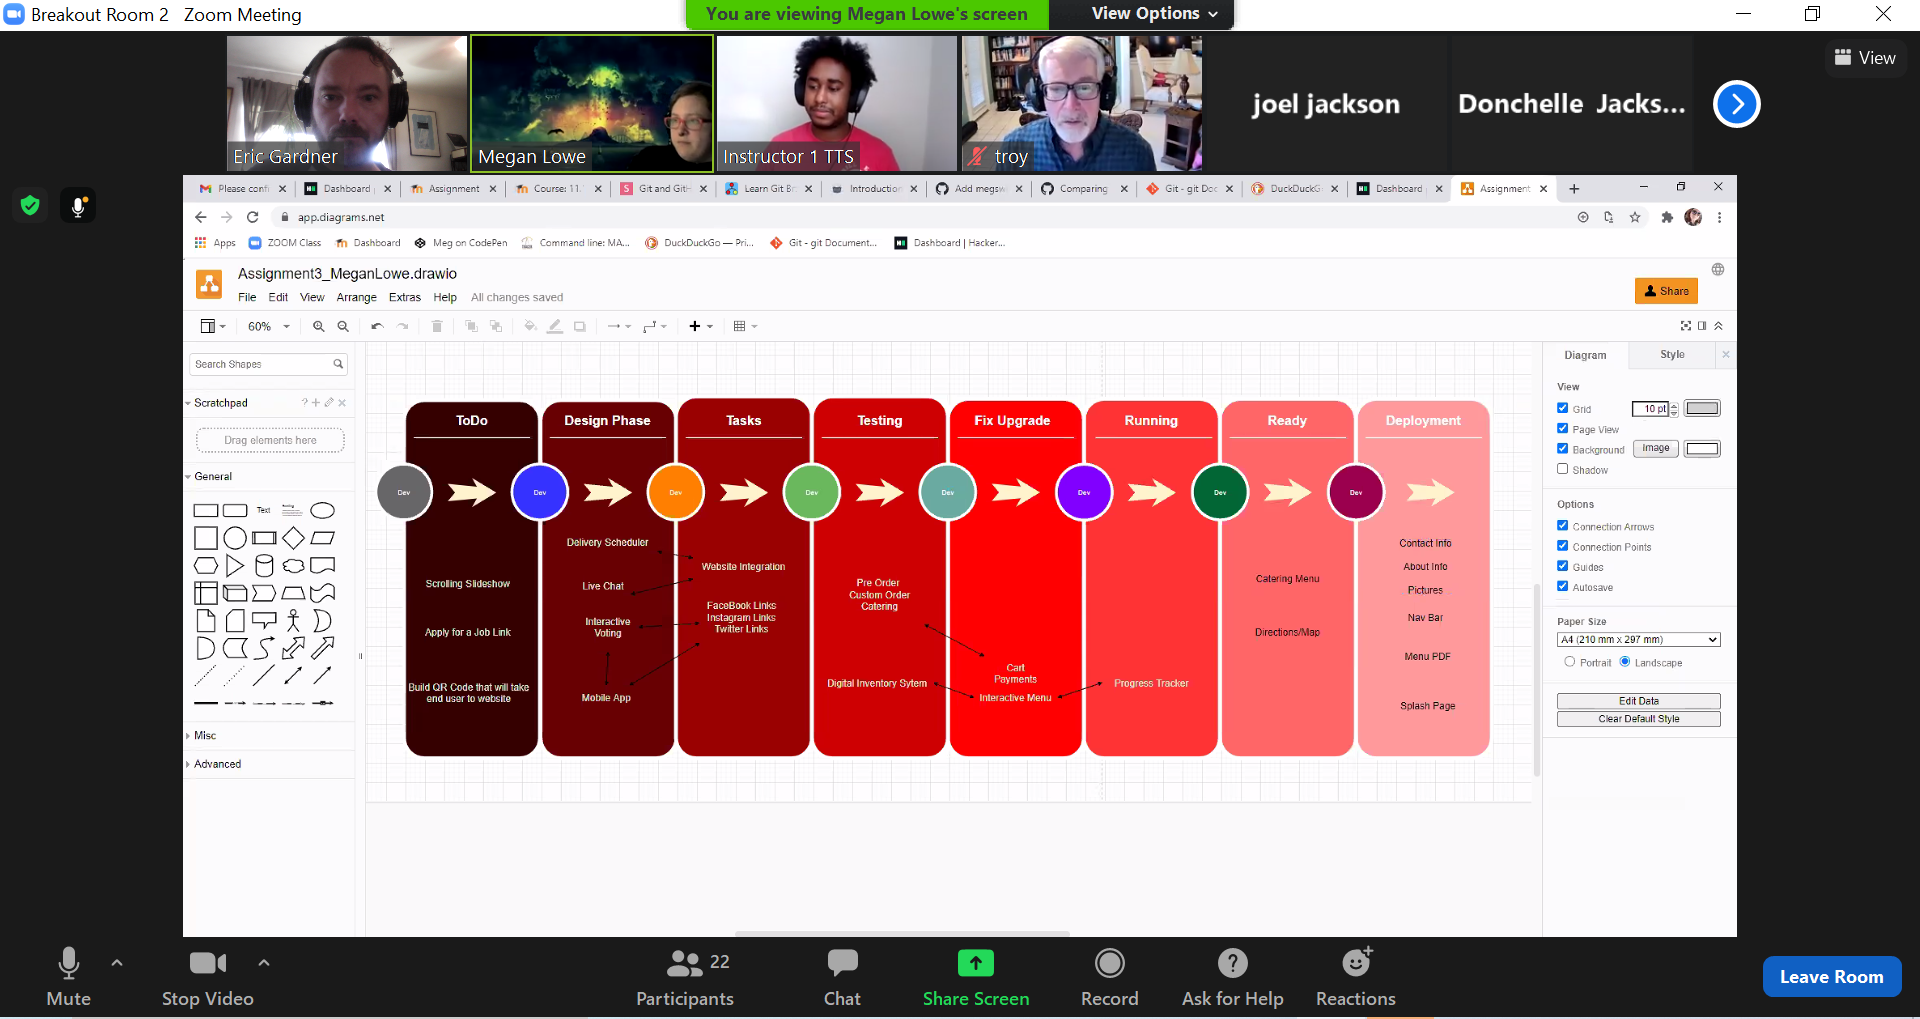 Breakout Room 2   Zoom Meeting
You are viewing Megan Lowe's screen
View Options
View
Eric Gardner
Megan Lowe
Instructor 1 TTS
troy
joel jackson
Donchelle Jacks...
Please conf
Dashboard
Assignment
Course: 11.
Git and GitH
Learn Git Br
Introduction
Add megsw
Comparing
Git - git Doc
DuckDuckG
Dashboard
Assignment
app.diagrams.net
Apps
ZOOM Class
Dashboard
Meg on CodePen
Command line: MA...
DuckDuckGo — Pri...
Git - git Document...
Dashboard | Hacker...
Assignment3_MeganLowe.drawio
File Edit View Arrange Extras Help All changes saved
Share
60%
Search Shapes
Scratchpad
Drag elements here
General
Text
Misc
Advanced
ToDo
Design Phase
Tasks
Testing
Fix Upgrade
Running
Ready
Deployment
Dev
Dev
Dev
Dev
Dev
Dev
Dev
Dev
Scrolling Slideshow
Apply for a Job Link
Build QR Code that will take
end user to website
Delivery Scheduler
Live Chat
Interactive
Voting
Mobile App
Website Integration
FaceBook Links
Instagram Links
Twitter Links
Pre Order
Custom Order
Catering
Digital Inventory Sytem
Cart
Payments
Interactive Menu
Progress Tracker
Catering Menu
Directions/Map
Contact Info
About Info
Pictures
Nav Bar
Menu PDF
Splash Page
Diagram
Style
View
Grid
10 pt
Page View
Background
Image
Shadow
Options
Connection Arrows
Connection Points
Guides
Autosave
Paper Size
A4 (210 mm x 297 mm)
Portrait
Landscape
Edit Data
Clear Default Style
Mute
Stop Video
22
Participants
Chat
Share Screen
Record
Ask for Help
Reactions
Leave Room